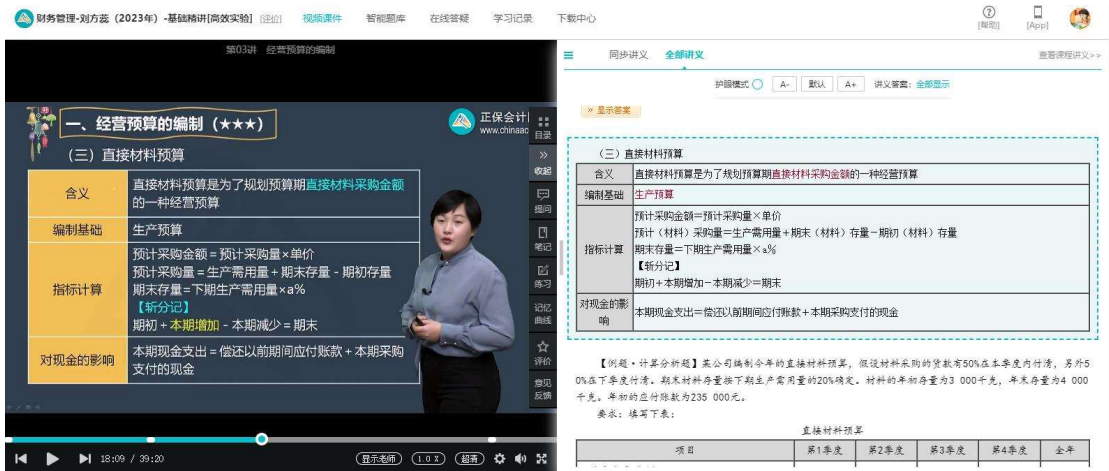 财务管理-刘方蕊（2023年）-基础精讲[高效实验] [评价] 视频课件 智能题库 在线答疑 学习记录 下载中心
[帮助] [App]
第03讲 经营预算的编制
一、经营预算的编制（★★★）
正保会计
www.chinaac
（三）直接材料预算
含义
直接材料预算是为了规划预算期直接材料采购金额
的一种经营预算
编制基础
生产预算
指标计算
预计采购金额=预计采购量×单价
预计采购量=生产需用量+期末存量-期初存量
期末存量=下期生产需用量×a%
【斩分记】
期初+本期增加-本期减少=期末
对现金的影响
本期现金支出=偿还以前期间应付账款+本期采购
支付的现金
目录
收起
提问
笔记
练习
记忆
曲线
评价
意见
反馈
18:09 / 39:20
显示老师 1.0 X 超清
同步讲义 全部讲义 查看课程讲义>>
护眼模式 A- 默认 A+ 讲义答案：全部显示
» 显示答案
（三）直接材料预算
含义
直接材料预算是为了规划预算期直接材料采购金额的一种经营预算
编制基础
生产预算
指标计算
预计采购金额=预计采购量×单价
预计（材料）采购量=生产需用量+期末（材料）存量-期初（材料）存量
期末存量=下期生产需用量×a%
【斩分记】
期初+本期增加-本期减少=期末
对现金的影
响
本期现金支出=偿还以前期间应付账款+本期采购支付的现金
【例题·计算分析题】某公司编制今年的直接材料预算，假设材料采购的货款有50%在本季度内付清，另外5
0%在下季度付清。期末材料存量按下期生产需用量的20%确定。材料的年初存量为3 000千克，年末存量为4 000
千克。年初的应付账款为235 000元。
要求：填写下表：
直接材料预算
项目 第1季度 第2季度 第3季度 第4季度 全年